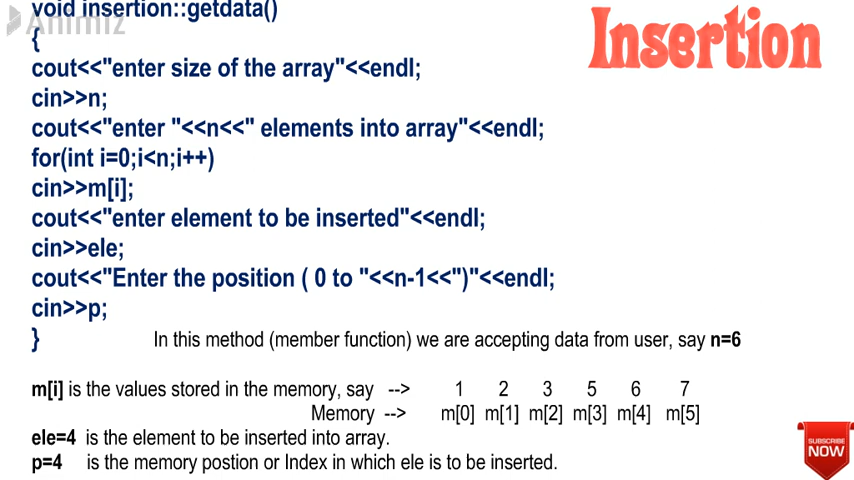 void insertion::getdata()
Animiz
Insertion
{
cout<<"enter size of the array"<<endl;
cin>>n;
cout<<"enter "<<n<<" elements into array"<<endl;
for(int i=0;i<n;i++)
cin>>m[i];
cout<<"enter element to be inserted"<<endl;
cin>>ele;
cout<<"Enter the position ( 0 to "<<n-1<<")"<<endl;
cin>>p;
}
In this method (member function) we are accepting data from user, say n=6
m[i] is the values stored in the memory, say --> 1 2 3 5 6 7
Memory --> m[0] m[1] m[2] m[3] m[4] m[5]
ele=4 is the element to be inserted into array.
p=4 is the memory postion or Index in which ele is to be inserted.
SUBSCRIBE
NOW